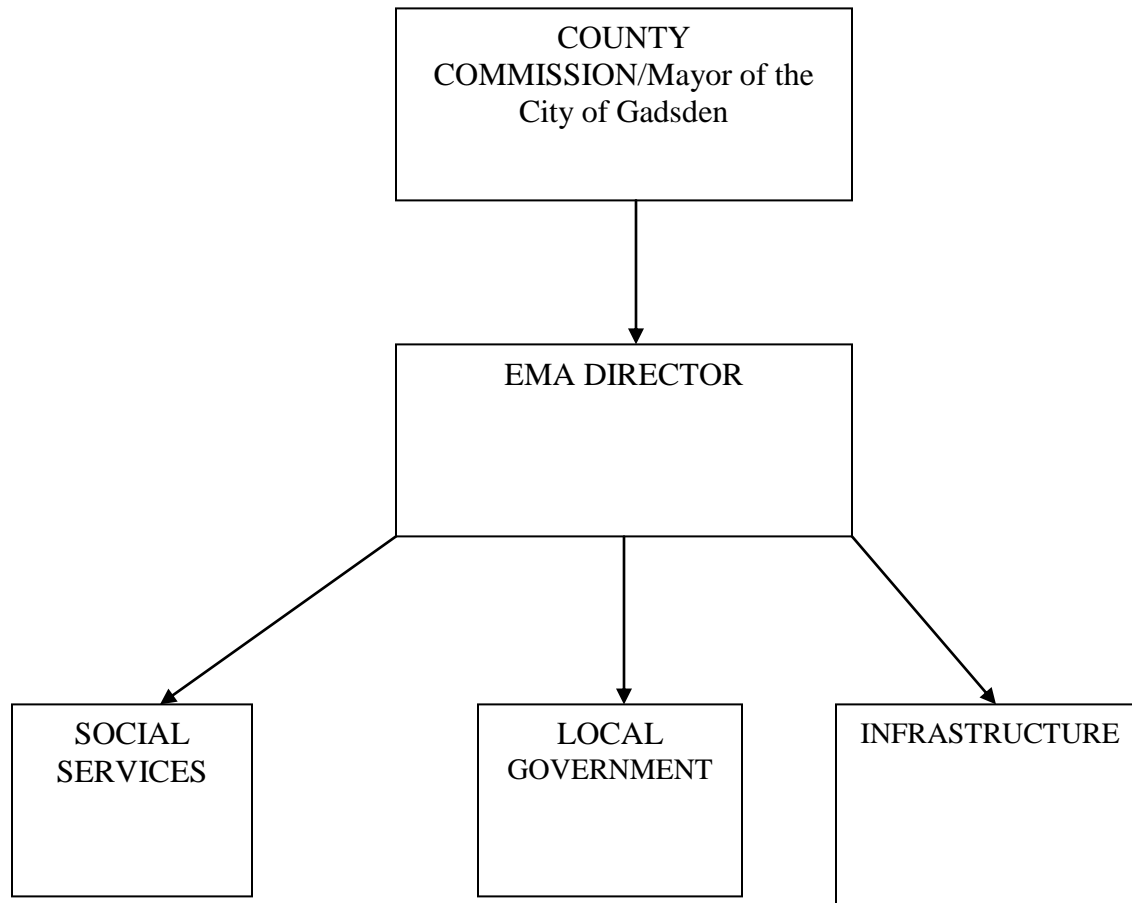 COUNTY
COMMISSION/Mayor of the
City of Gadsden
EMA DIRECTOR
SOCIAL
SERVICES
LOCAL
GOVERNMENT
INFRASTRUCTURE